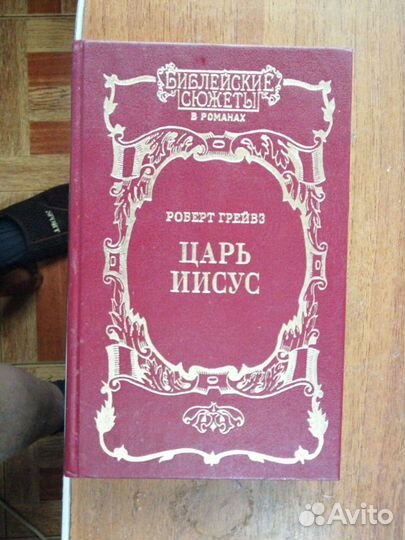 БИБЛЕЙСКИЕ
СЮЖЕТЫ
В РОМАНАХ
РОБЕРТ ГРЕЙВЗ
ЦАРЬ
ИИСУС
Avito